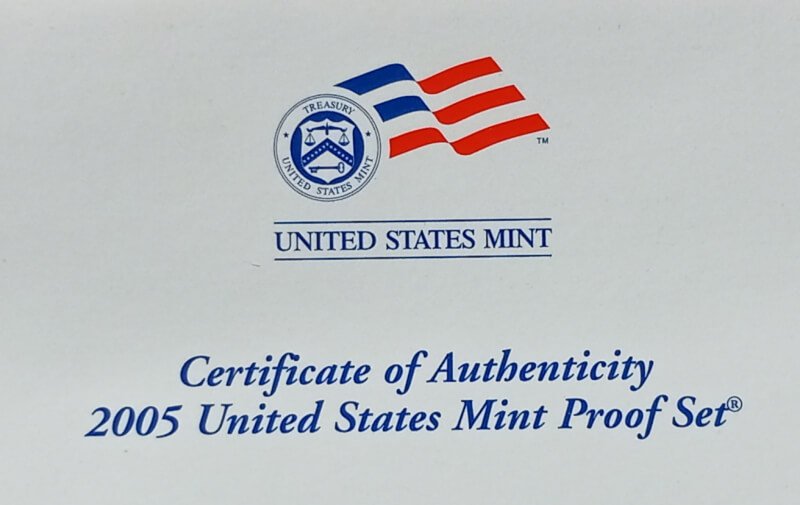 TREASURY
UNITED STATES MINT
™
UNITED STATES MINT
Certificate of Authenticity
2005 United States Mint Proof Set®